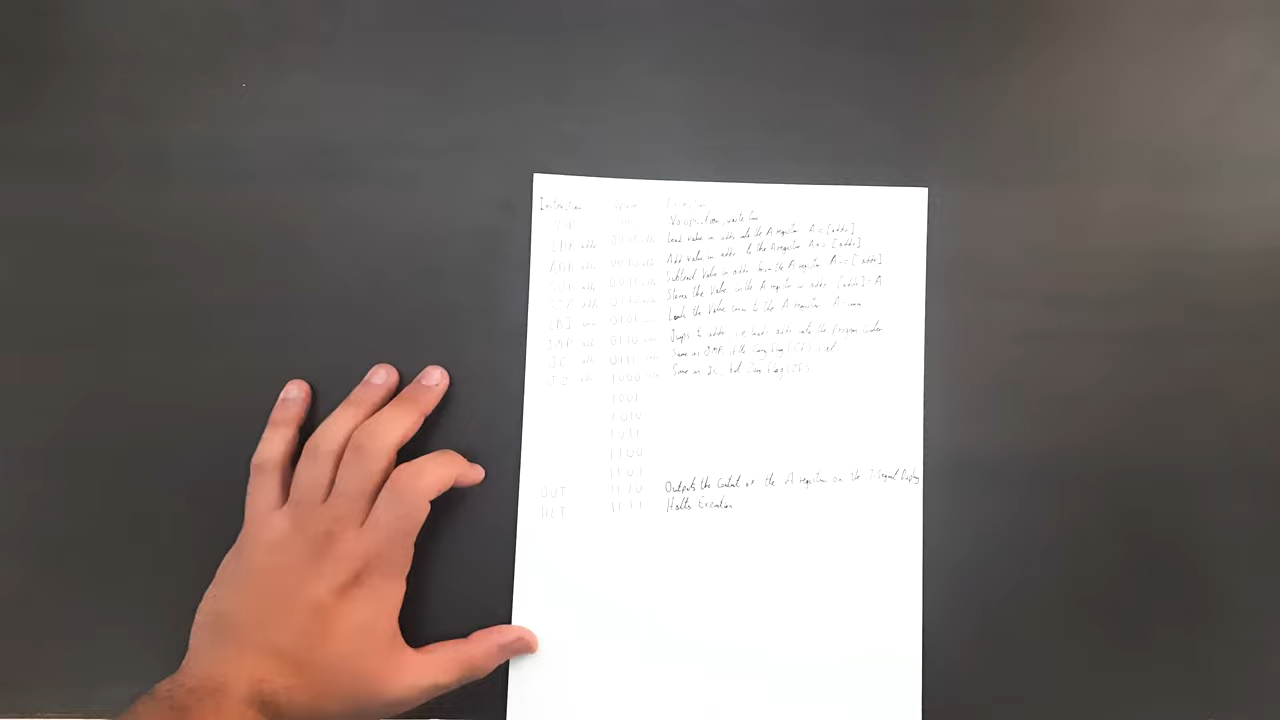 Instruction Opcode Description
NOP 0000 No operation, waste time
LDA addr 0001 addr Load value in addr into the A register A = [addr]
ADD addr 0010 addr Add value in addr to the A register A += [addr]
SUB addr 0011 addr Subtract value in addr from the A register A -= [addr]
STA addr 0100 addr Stores the value in the A register in addr [addr] = A
LDI 0101 Loads the value to the A register A =
JMP addr 0110 addr Jumps to addr, i.e. loads addr into the Program Counter
JC addr 0111 addr Same as JMP, if the carry flag (CF) is set
JZ addr 1000 addr Same as JC, but Zero flag (ZF)
1001
1010
1011
1100
1101
OUT 1110 Outputs the Content of the A register on the 7-Segment Display
HLT 1111 Halts Execution